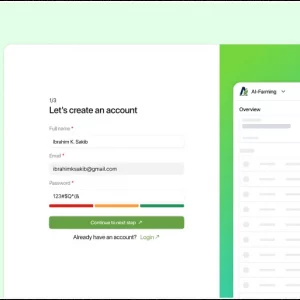 1/3
Let's create an account
Full name *
Ibrahim K. Sakib
Email *
ibrahimksakib@gmail.com
Password *
123#$Q^(&
Continue to next step ↗
Already have an account? Login ↗
AI-Farming
Overview